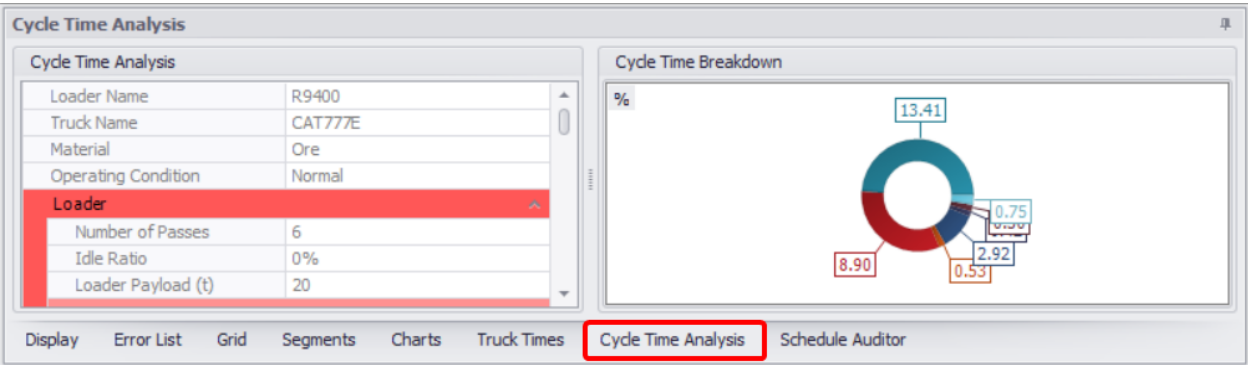 Cycle Time Analysis
Cycle Time Analysis
Loader Name R9400
Truck Name CAT777E
Material Ore
Operating Condition Normal
Loader
Number of Passes 6
Idle Ratio 0%
Loader Payload (t) 20
Cycle Time Breakdown
%
13.41
0.75
2.92
0.53
8.90
Display Error List Grid Segments Charts Truck Times Cycle Time Analysis Schedule Auditor